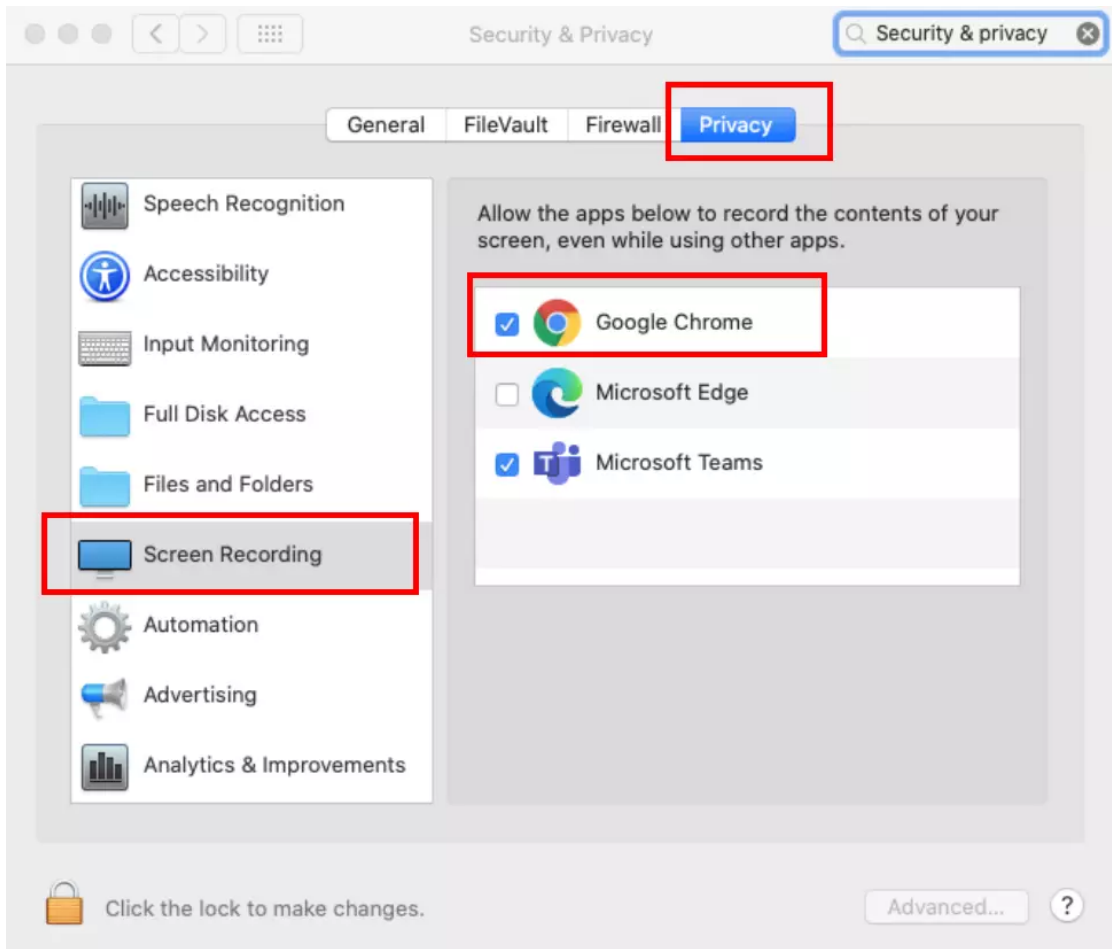 Security & Privacy
Security & privacy
General
FileVault
Firewall
Privacy
Speech Recognition
Accessibility
Input Monitoring
Full Disk Access
Files and Folders
Screen Recording
Automation
Advertising
Analytics & Improvements
Allow the apps below to record the contents of your
screen, even while using other apps.
Google Chrome
Microsoft Edge
Microsoft Teams
Click the lock to make changes.
Advanced...
?